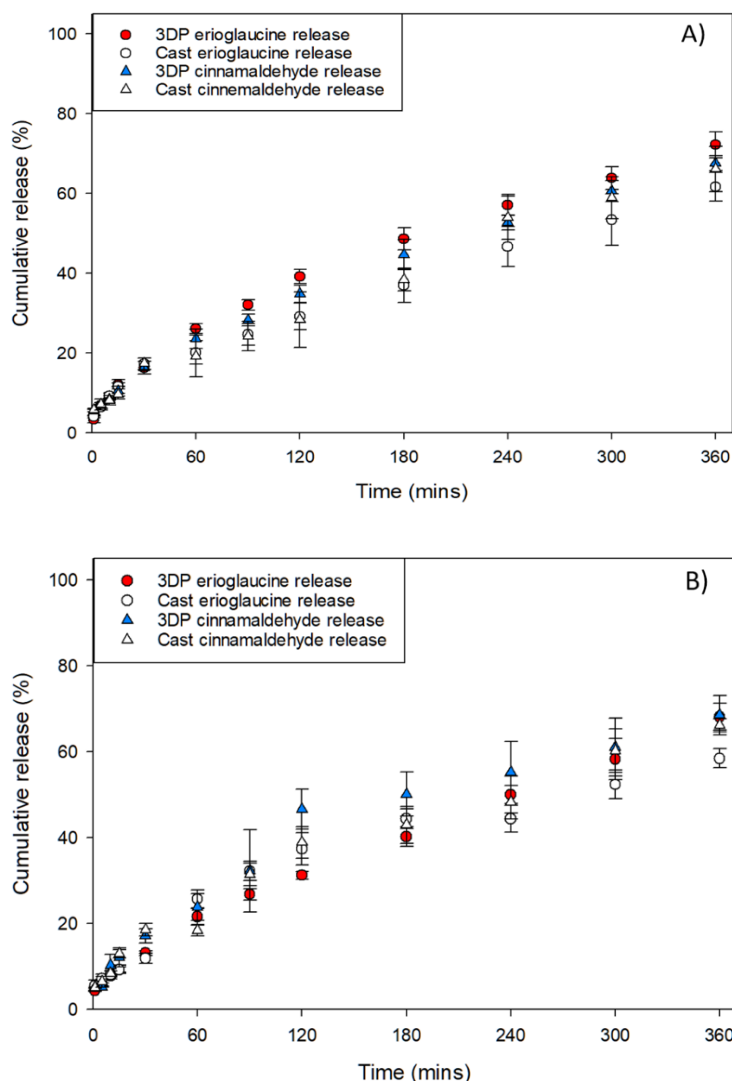 A)
3DP erioglaucine release
Cast erioglaucine release
3DP cinnamaldehyde release
Cast cinnemaldehyde release
Cumulative release (%)
100
80
60
40
20
0
0 60 120 180 240 300 360
Time (mins)
B)
3DP erioglaucine release
Cast erioglaucine release
3DP cinnamaldehyde release
Cast cinnamaldehyde release
Cumulative release (%)
100
80
60
40
20
0
0 60 120 180 240 300 360
Time (mins)